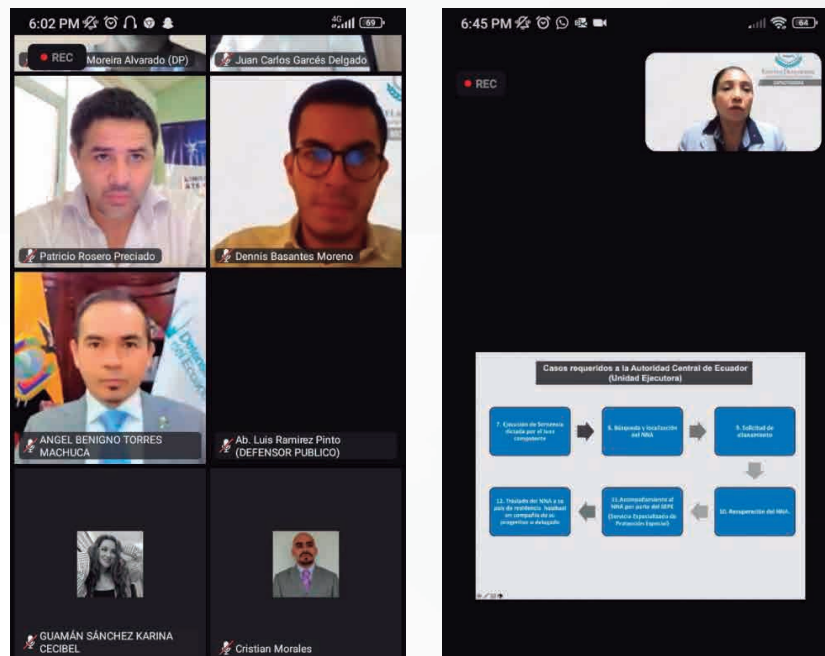 6:02 PM
4G
69
REC
Moreira Alvarado (DP)
Juan Carlos Garcés Delgado
Patricio Rosero Preciado
Dennis Basantes Moreno
ANGEL BENIGNO TORRES
MACHUCA
Ab. Luis Ramirez Pinto
(DEFENSOR PUBLICO)
GUAMÁN SÁNCHEZ KARINA
CECIBEL
Cristian Morales
6:45 PM
64
REC
Casos requeridos a la Autoridad Central de Ecuador
(Unidad Ejecutora)
7. Ejecución de Sentencia
dictada por el Juez
competente
8. Búsqueda y localización
del NNA
9. Solicitud de
allanamiento
12. Traslado del NNA a su
país de residencia habitual
en compañía de su
progenitor o delegado
11. Acompañamiento al
NNA por parte del SEPE
(Servicio Especializado de
Protección Especial)
10. Recuperación del NNA.